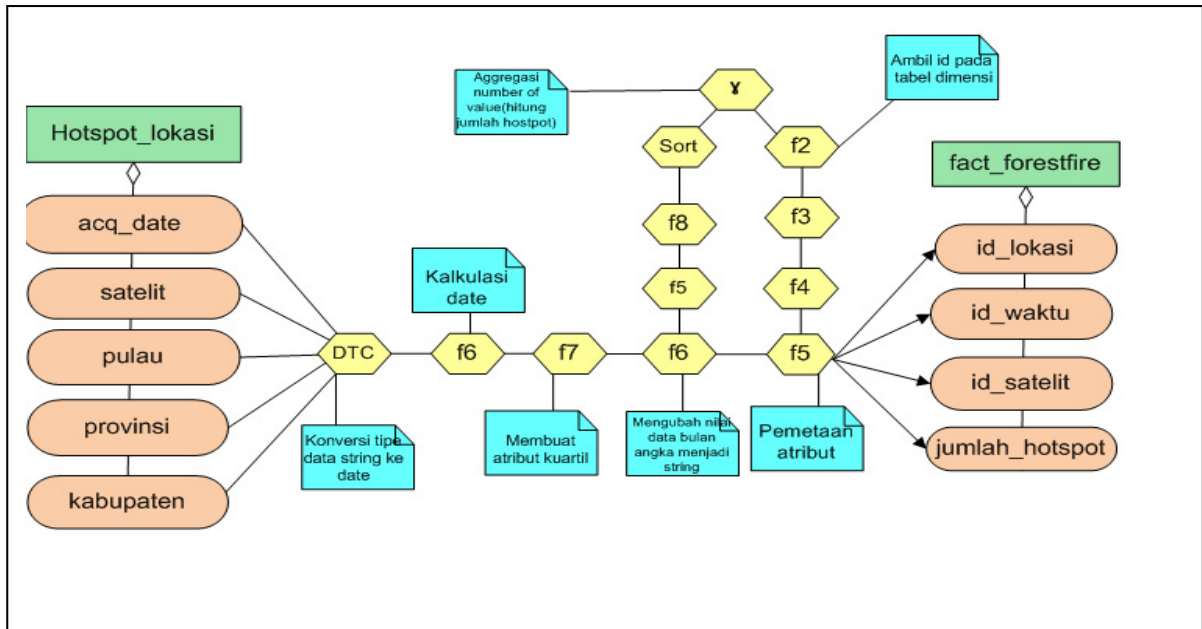 Aggregasi
number of
value(hitung
jumlah hostpot)
ɤ
Ambil id pada
tabel dimensi
Hotspot_lokasi
Sort
f2
fact_forestfire
acq_date
f8
f3
id_lokasi
satelit
Kalkulasi
date
f5
f4
id_waktu
pulau
DTC
f6
f7
f6
f5
id_satelit
provinsi
Konversi tipe
data string ke
date
Membuat
atribut kuartil
Mengubah nilai
data bulan
angka menjadi
string
Pemetaan
atribut
jumlah_hotspot
kabupaten